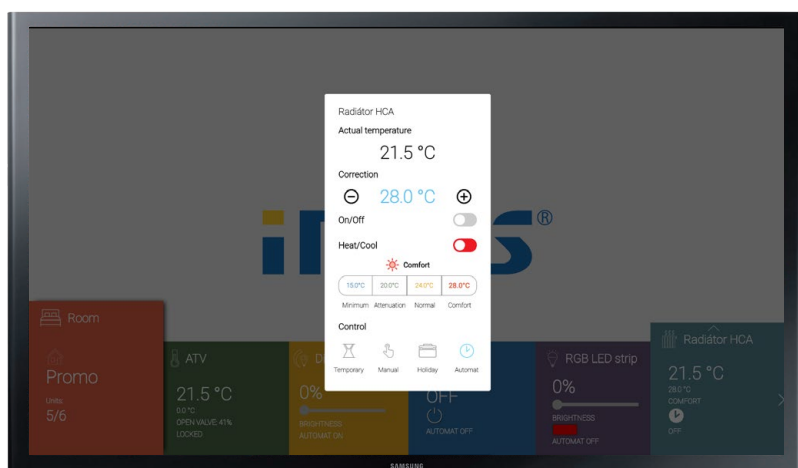 Radiátor HCA
Actual temperature
21.5 °C
Correction
28.0 °C
On/Off
Heat/Cool
Comfort
15.0°C 20.0°C 24.0°C 28.0°C
Minimum Attenuation Normal Comfort
Control
Temporary Manual Holiday Automat
®
Room
Promo
Units:
5/6
ATV
21.5 °C
0.0 °C
OPEN VALVE: 41%
LOCKED
0%
BRIGHTNESS
AUTOMAT ON
OFF
AUTOMAT OFF
RGB LED strip
0%
BRIGHTNESS
AUTOMAT OFF
Radiátor HCA
21.5 °C
28.0 °C
COMFORT
OFF
SAMSUNG